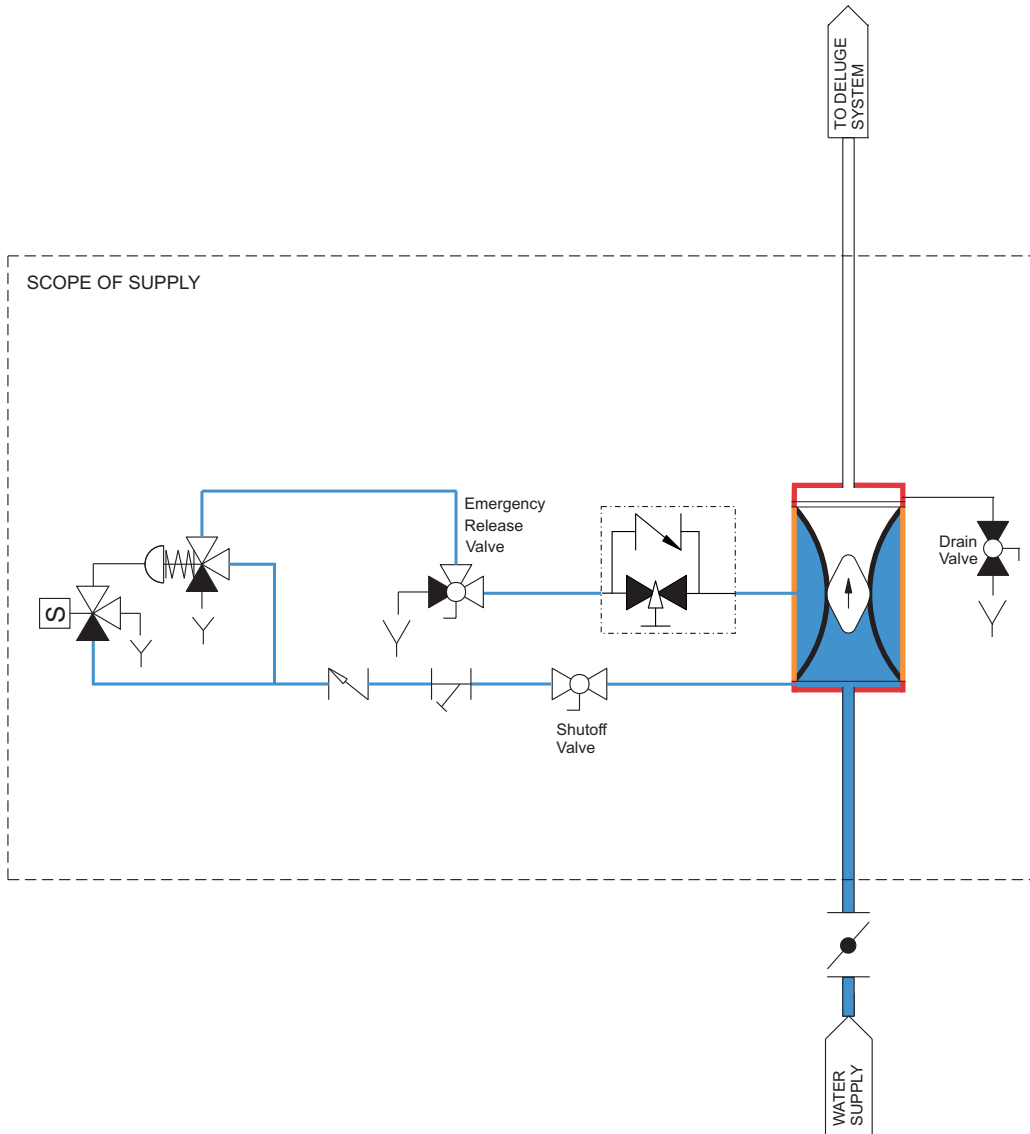 TO DELUGE
SYSTEM
SCOPE OF SUPPLY
Emergency
Release
Valve
Drain
Valve
S
Shutoff
Valve
WATER
SUPPLY